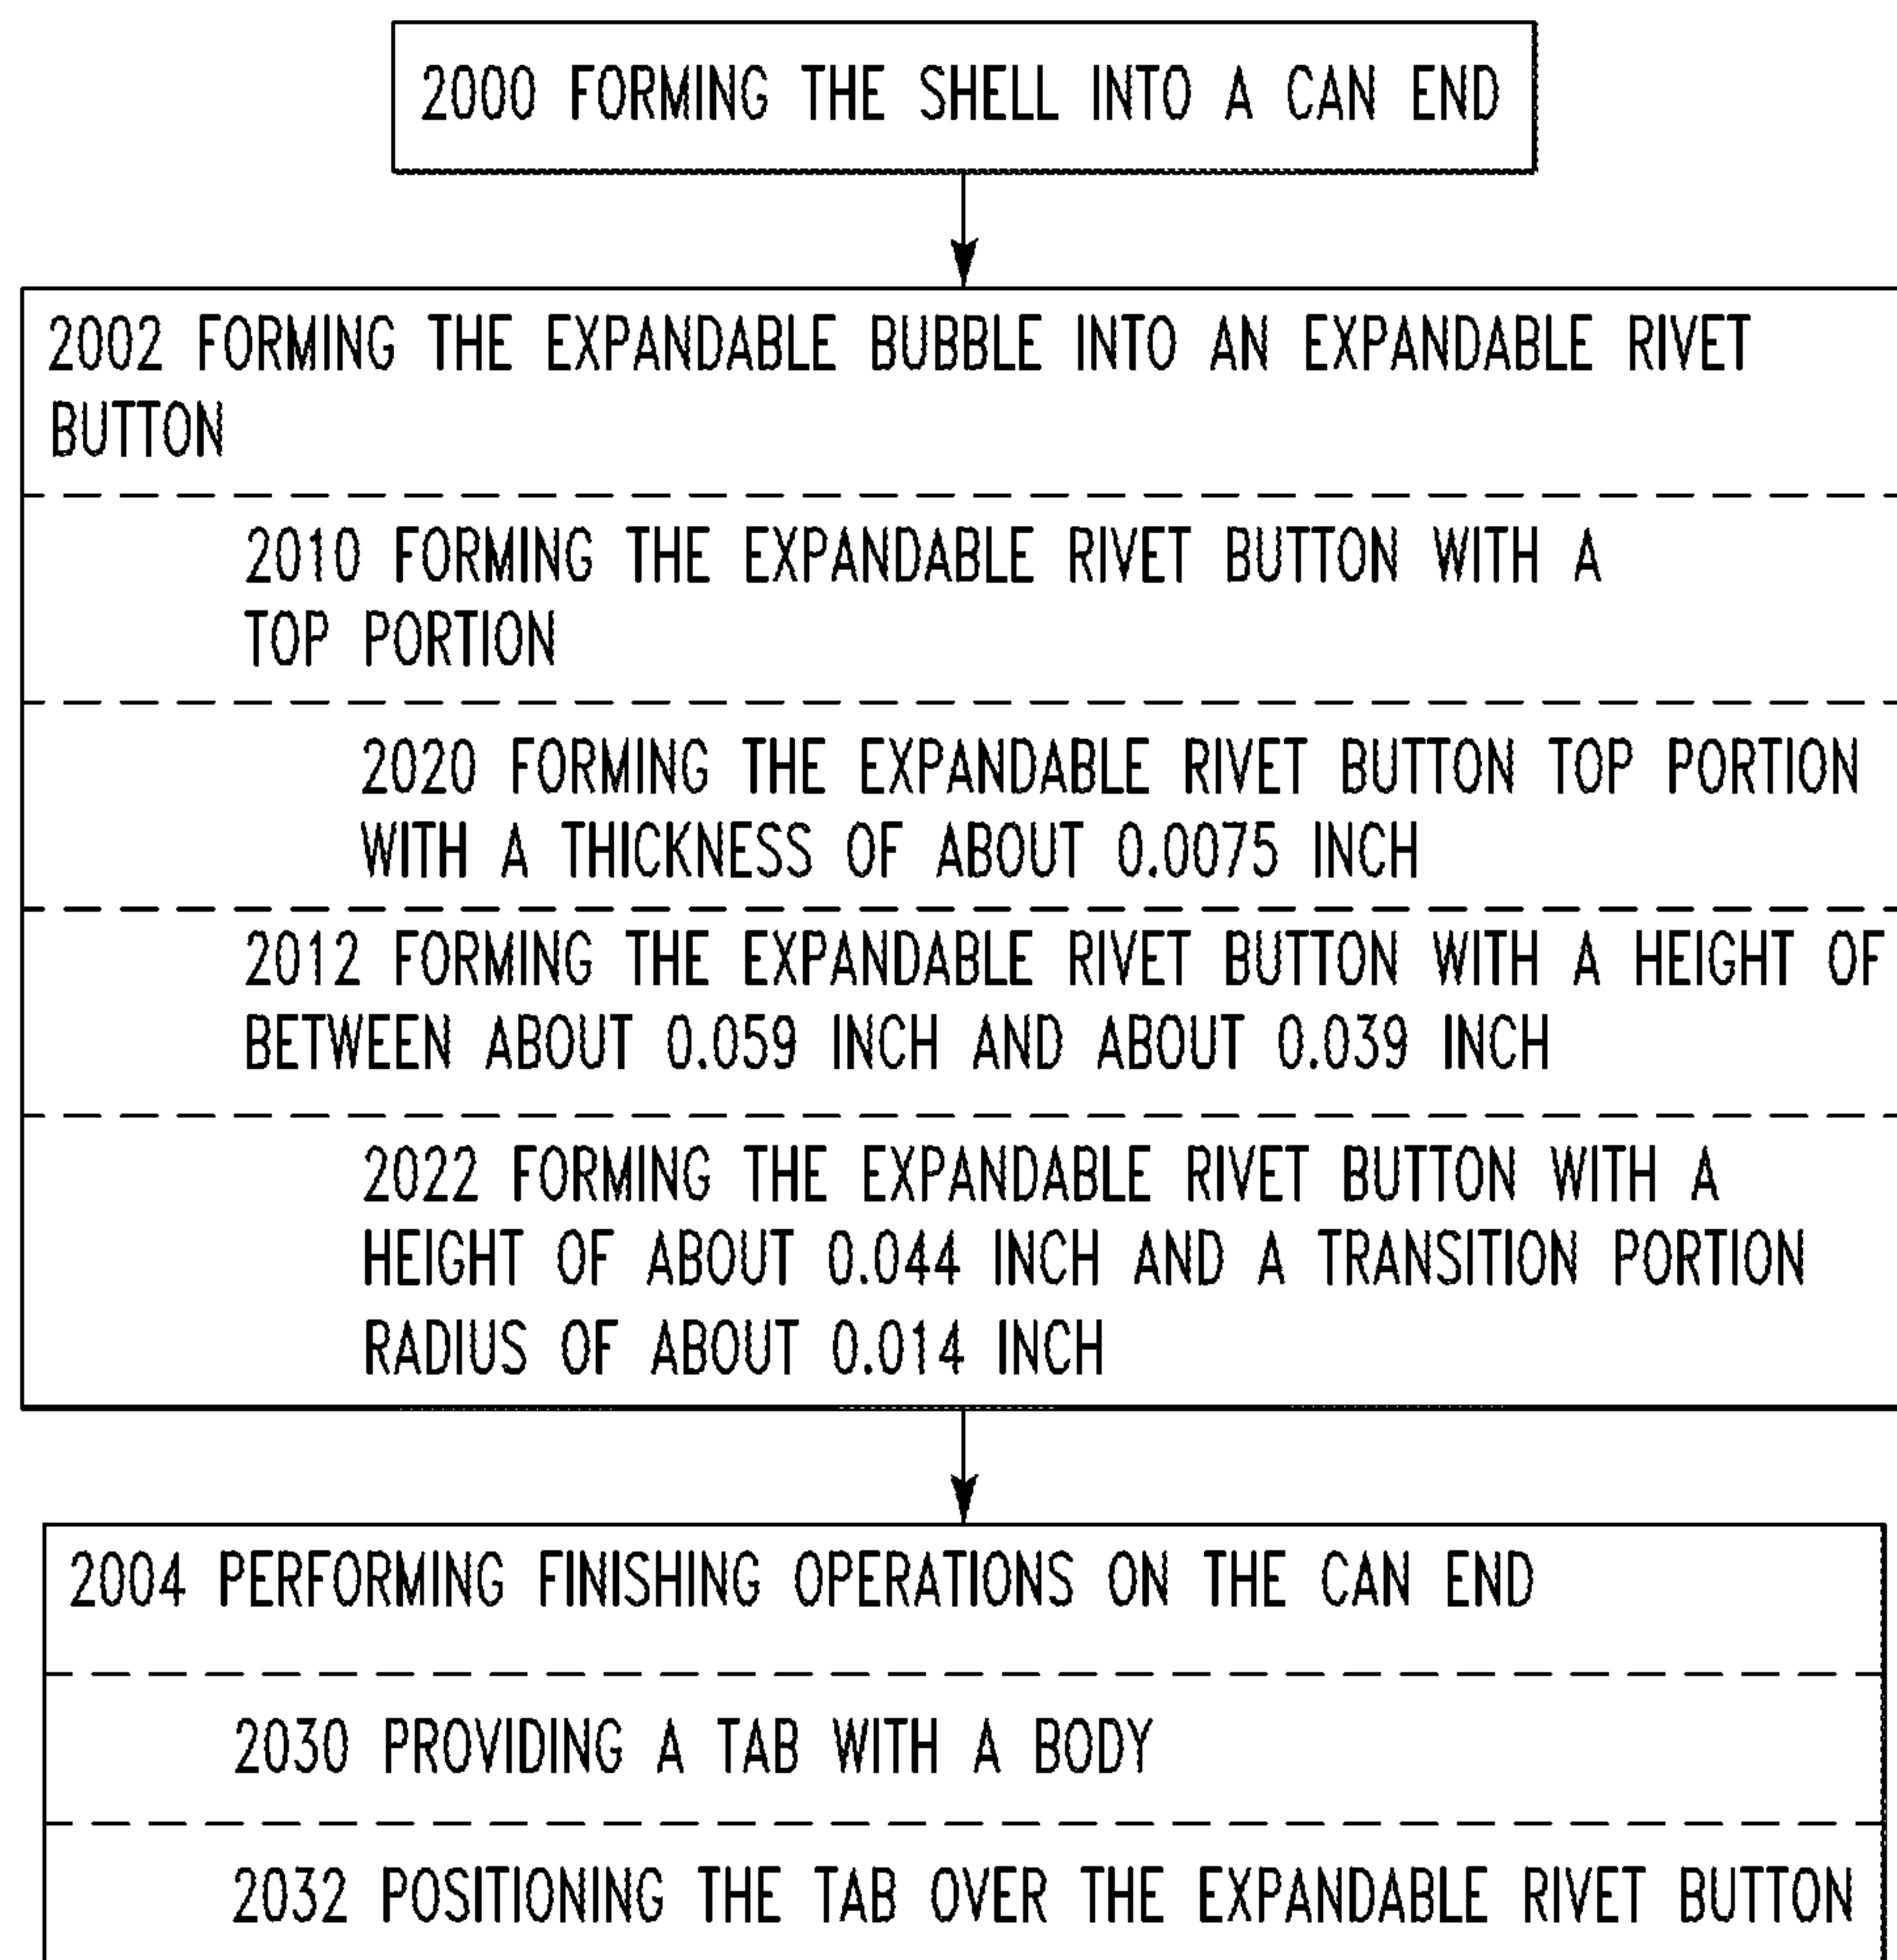 2000 FORMING THE SHELL INTO A CAN END
2002 FORMING THE EXPANDABLE BUBBLE INTO AN EXPANDABLE RIVET
BUTTON
2010 FORMING THE EXPANDABLE RIVET BUTTON WITH A
TOP PORTION
2020 FORMING THE EXPANDABLE RIVET BUTTON TOP PORTION
WITH A THICKNESS OF ABOUT 0.0075 INCH
2012 FORMING THE EXPANDABLE RIVET BUTTON WITH A HEIGHT OF
BETWEEN ABOUT 0.059 INCH AND ABOUT 0.039 INCH
2022 FORMING THE EXPANDABLE RIVET BUTTON WITH A
HEIGHT OF ABOUT 0.044 INCH AND A TRANSITION PORTION
RADIUS OF ABOUT 0.014 INCH
2004 PERFORMING FINISHING OPERATIONS ON THE CAN END
2030 PROVIDING A TAB WITH A BODY
2032 POSITIONING THE TAB OVER THE EXPANDABLE RIVET BUTTON